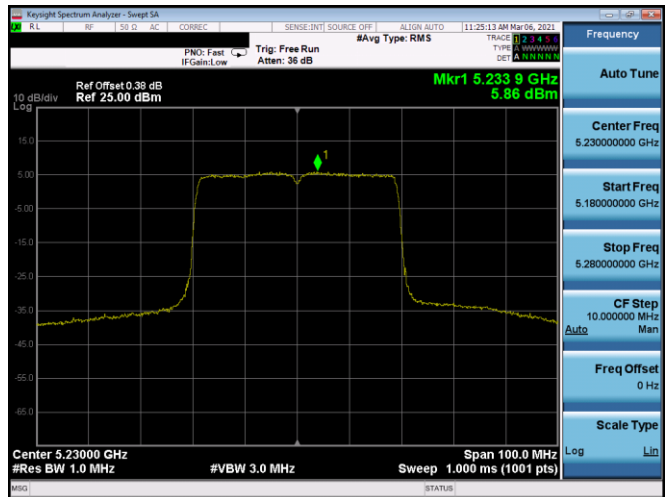 Keysight Spectrum Analyzer - Swept SA
RL RF 50 Ω AC CORREC SENSE:INT SOURCE OFF ALIGN AUTO 11:25:13 AM Mar 06, 2021
#Avg Type: RMS
TRACE 1 2 3 4 5 6
PNO: Fast Trig: Free Run
TYPE A WWWWW
IFGain:Low Atten: 36 dB
DET A N N N N N
Frequency
Auto Tune
Mkr1 5.233 9 GHz
5.86 dBm
Ref Offset 0.38 dB
10 dB/div Ref 25.00 dBm
Log
15.0
5.00
-5.00
-15.0
-25.0
-35.0
-45.0
-55.0
-65.0
1
Center Freq
5.230000000 GHz
Start Freq
5.180000000 GHz
Stop Freq
5.280000000 GHz
CF Step
10.000000 MHz
Auto Man
Freq Offset
0 Hz
Scale Type
Log Lin
Center 5.23000 GHz Span 100.0 MHz
#Res BW 1.0 MHz #VBW 3.0 MHz Sweep 1.000 ms (1001 pts)
MSG STATUS